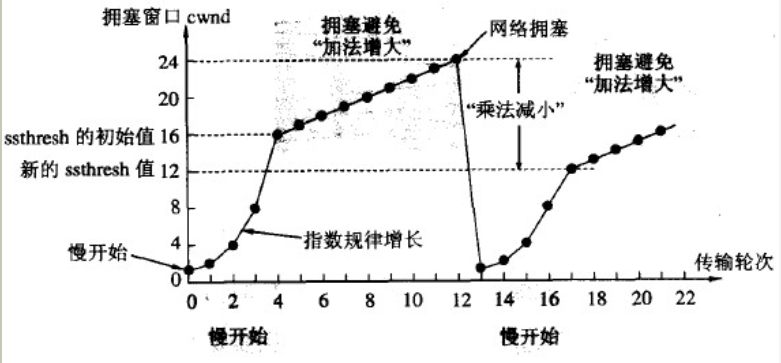 拥塞窗口 cwnd
拥塞避免
“加法增大”
网络拥塞
拥塞避免
“加法增大”
24
20
“乘法减小”
ssthresh 的初始值 16
新的 ssthresh 值 12
8
指数规律增长
慢开始
4
0
传输轮次
0 2 4 6 8 10 12 14 16 18 20 22
慢开始
慢开始